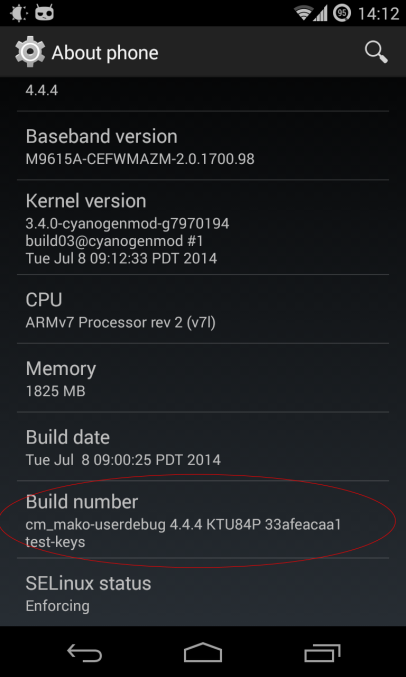 95 14:12
About phone
4.4.4
Baseband version
M9615A-CEFWMAZM-2.0.1700.98
Kernel version
3.4.0-cyanogenmod-g7970194
build03@cyanogenmod #1
Tue Jul 8 09:12:33 PDT 2014
CPU
ARMv7 Processor rev 2 (v7l)
Memory
1825 MB
Build date
Tue Jul  8 09:00:25 PDT 2014
Build number
cm_mako-userdebug 4.4.4 KTU84P 33afeacaa1
test-keys
SELinux status
Enforcing